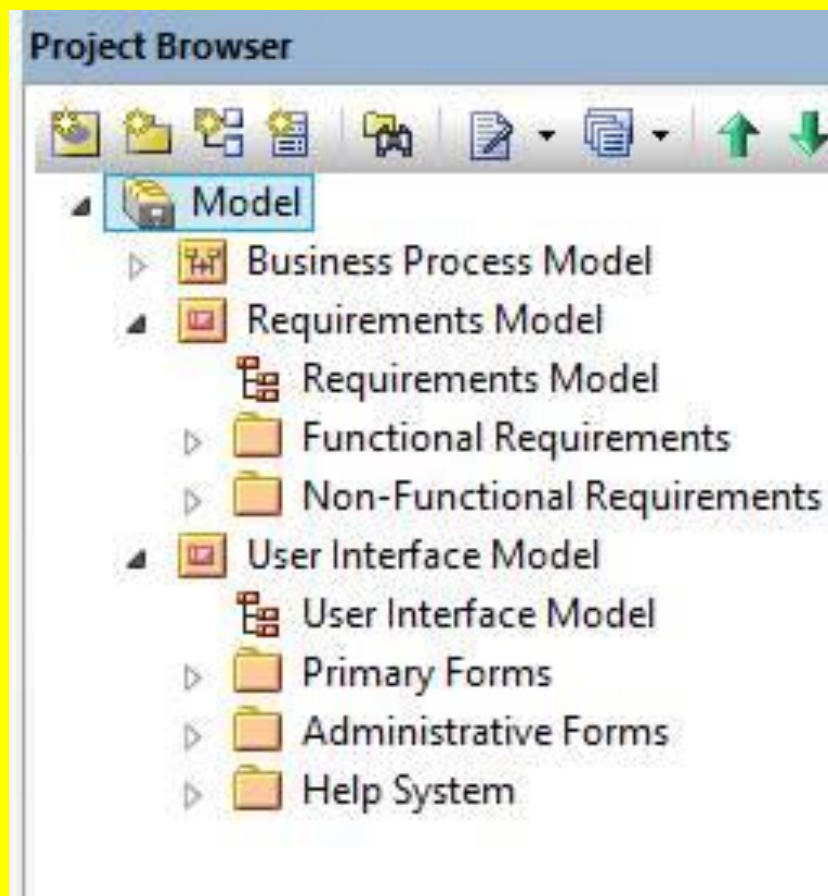 Project Browser
Model
Business Process Model
Requirements Model
Requirements Model
Functional Requirements
Non-Functional Requirements
User Interface Model
User Interface Model
Primary Forms
Administrative Forms
Help System